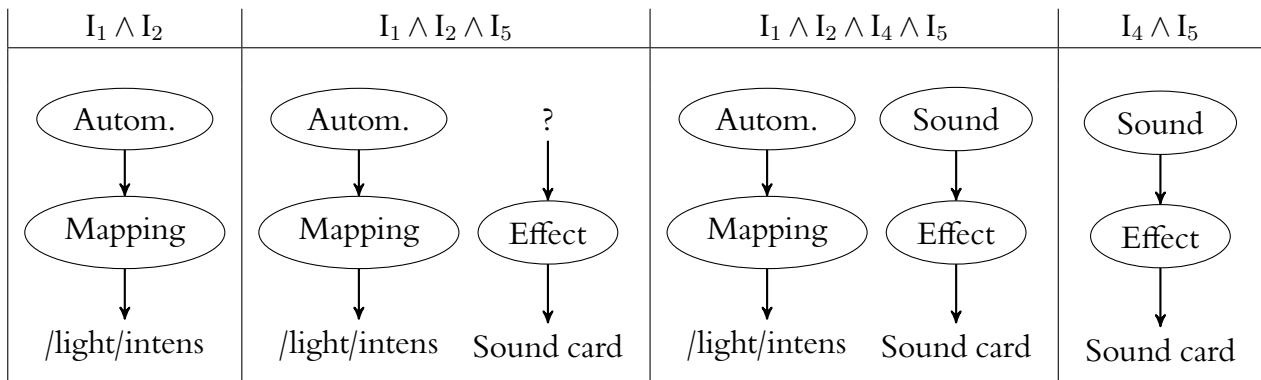 I₁ ∧ I₂ I₁ ∧ I₂ ∧ I₅ I₁ ∧ I₂ ∧ I₄ ∧ I₅ I₄ ∧ I₅
Autom. Autom. ? Autom. Sound Sound
Mapping Mapping Effect Mapping Effect Effect
/light/intens /light/intens Sound card /light/intens Sound card Sound card